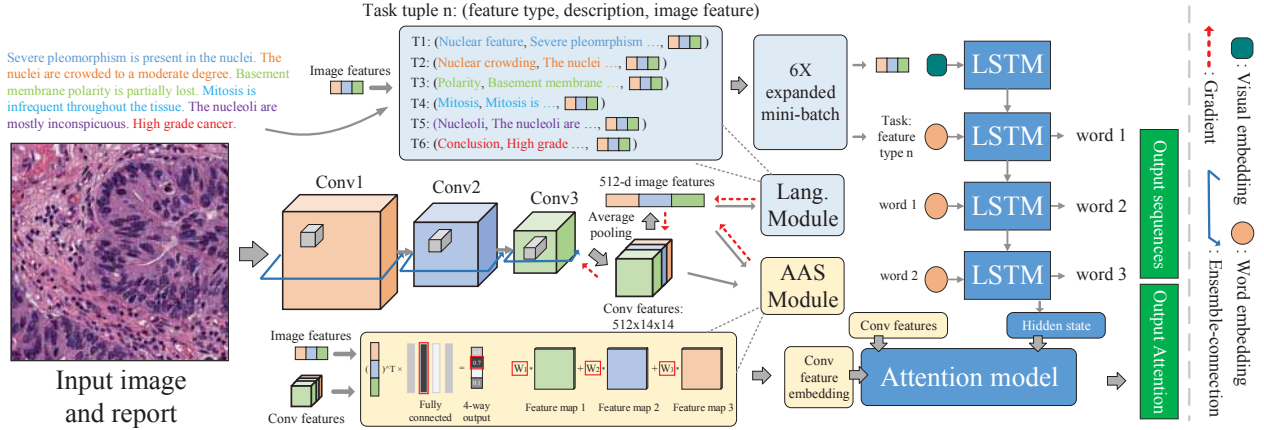 Task tuple n: (feature type, description, image feature)
Severe pleomorphism is present in the nuclei. The
nuclei are crowded to a moderate degree. Basement
membrane polarity is partially lost. Mitosis is
infrequent throughout the tissue. The nucleoli are
mostly inconspicuous. High grade cancer.
Image features
T1: (Nuclear feature, Severe pleomrphism …, )
T2: (Nuclear crowding, The nuclei …, )
T3: (Polarity, Basement membrane …, )
T4: (Mitosis, Mitosis is …, )
T5: (Nucleoli, The nucleoli are …, )
T6: (Conclusion, High grade …, )
6X
expanded
mini-batch
Task:
feature
type n
word 1
word 2
LSTM
LSTM
LSTM
LSTM
word 1
word 2
word 3
Output sequences
Output Attention
: Gradient
: Visual embedding
: Ensemble-connection
: Word embedding
Input image
and report
Conv1
Conv2
Conv3
512-d image features
Average
pooling
Conv features:
512x14x14
Lang.
Module
AAS
Module
Image features
Conv features
( )^T ×
=
0.7
0.1
Fully
connected
4-way
output
W1* + W2* + W3*
Feature map 1
Feature map 2
Feature map 3
Conv
feature
embedding
Conv features
Hidden state
Attention model